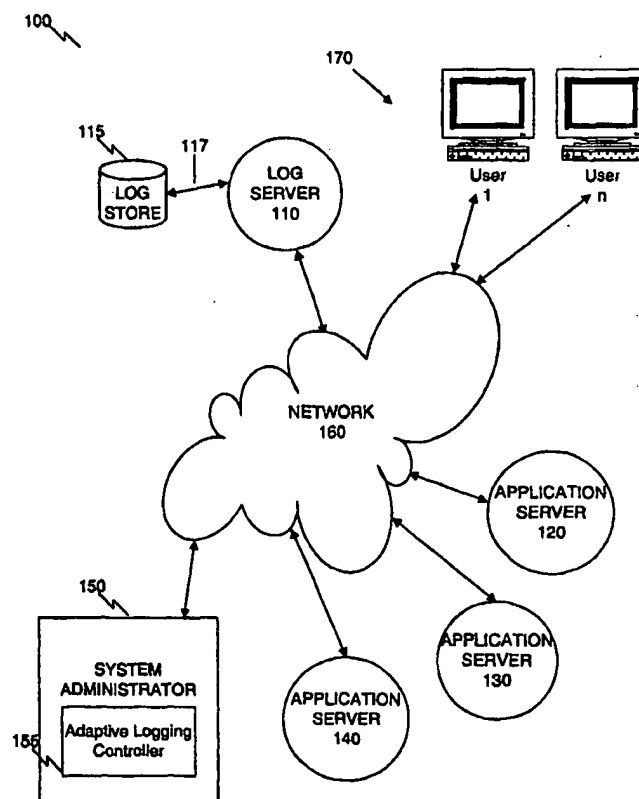 100
170
115
117
LOG
STORE
LOG
SERVER
110
User
1
User
n
NETWORK
160
APPLICATION
SERVER
120
150
APPLICATION
SERVER
130
SYSTEM
ADMINISTRATOR
APPLICATION
SERVER
140
155
Adaptive Logging
Controller